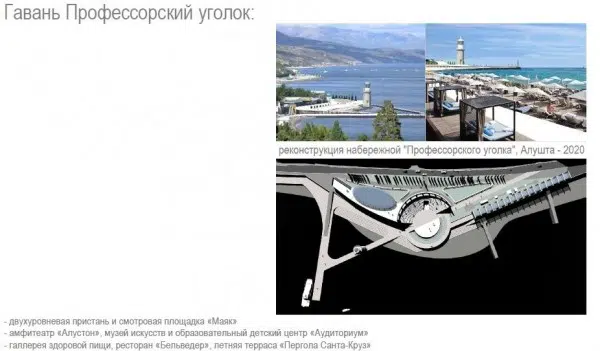 Гавань Профессорский уголок:
реконструкция набережной "Профессорского уголка", Алушта - 2020
- двухуровневая пристань и смотровая площадка «Маяк»
- амфитеатр «Алустон», музей искусств и образовательный детский центр «Аудиториум»
- галлерея здоровой пищи, ресторан «Бельведер», летняя терраса «Пергола Санта-Круз»